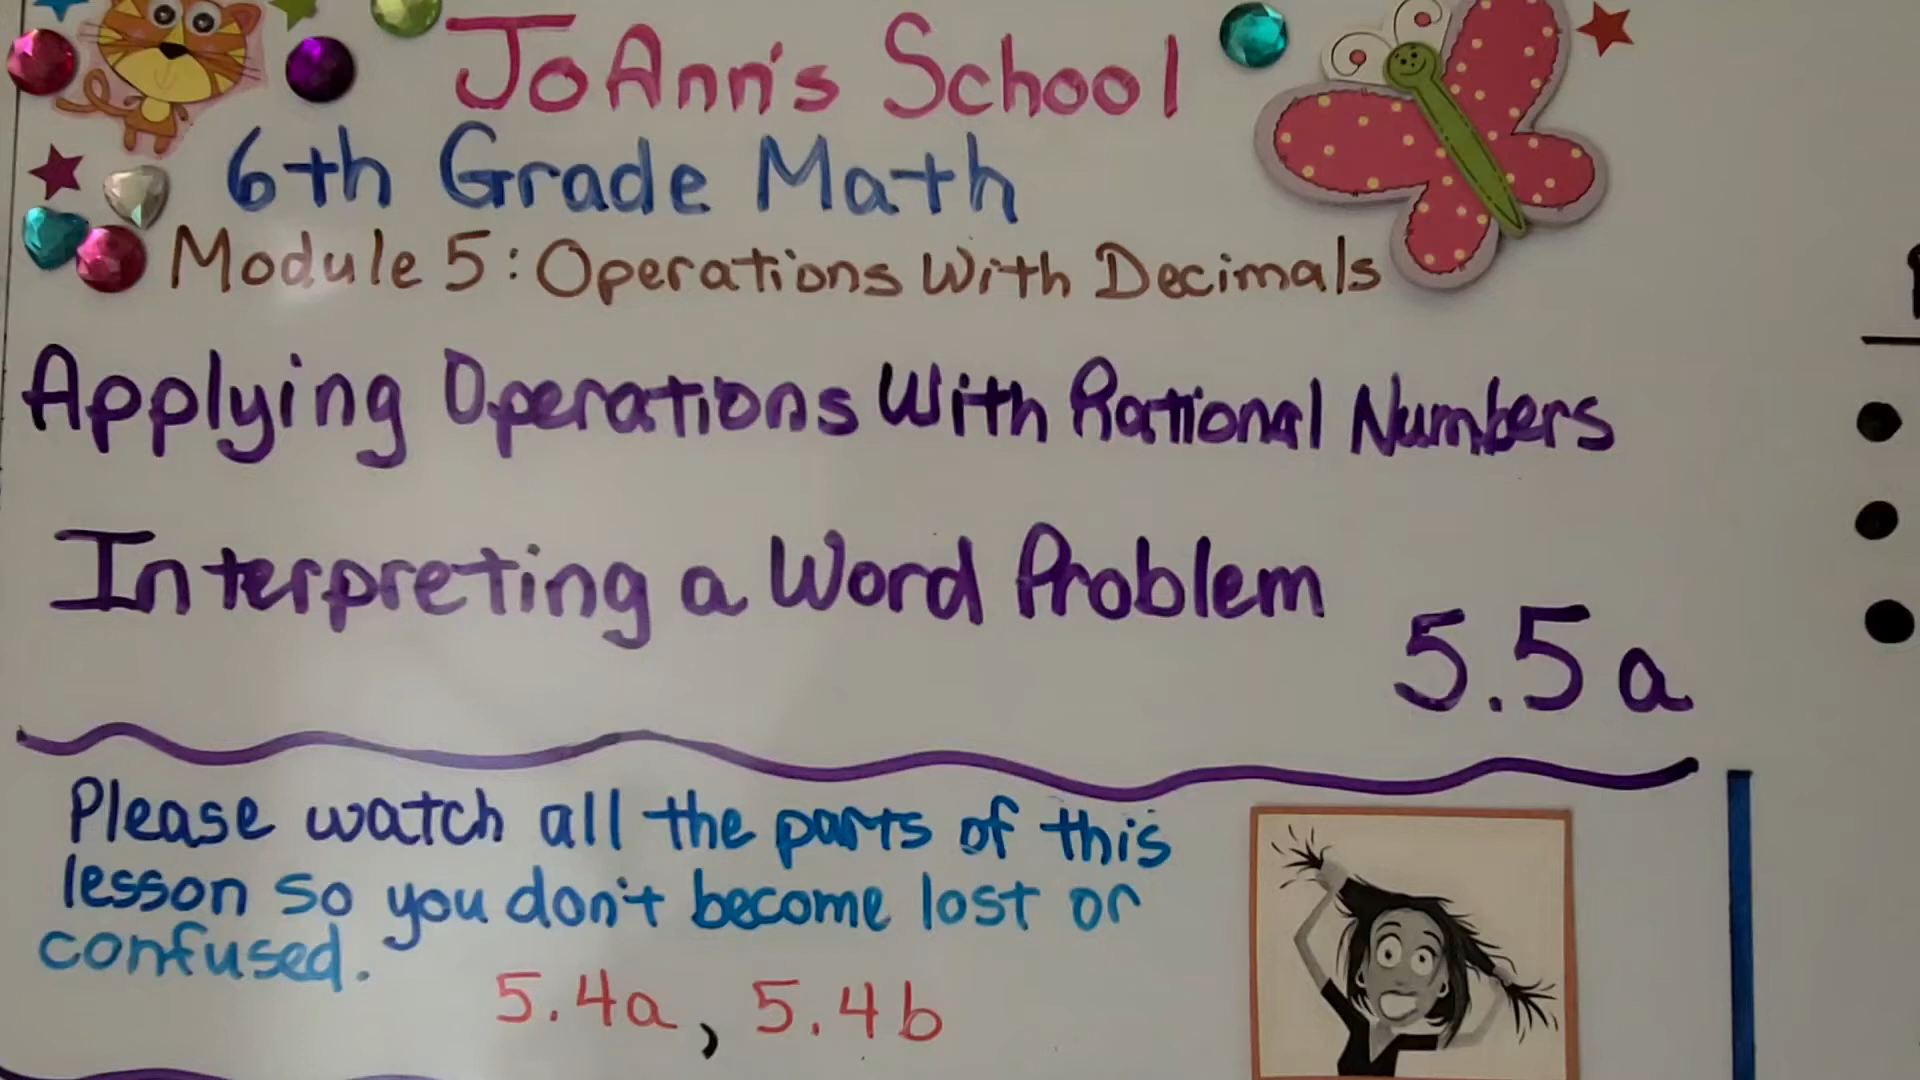 JoAnn's School
6th Grade Math
Module 5: Operations With Decimals
Applying Operations With Rational Numbers
Interpreting a Word Problem
5.5a
Please watch all the parts of this
lesson so you don't become lost or
confused.
5.4a, 5.4b